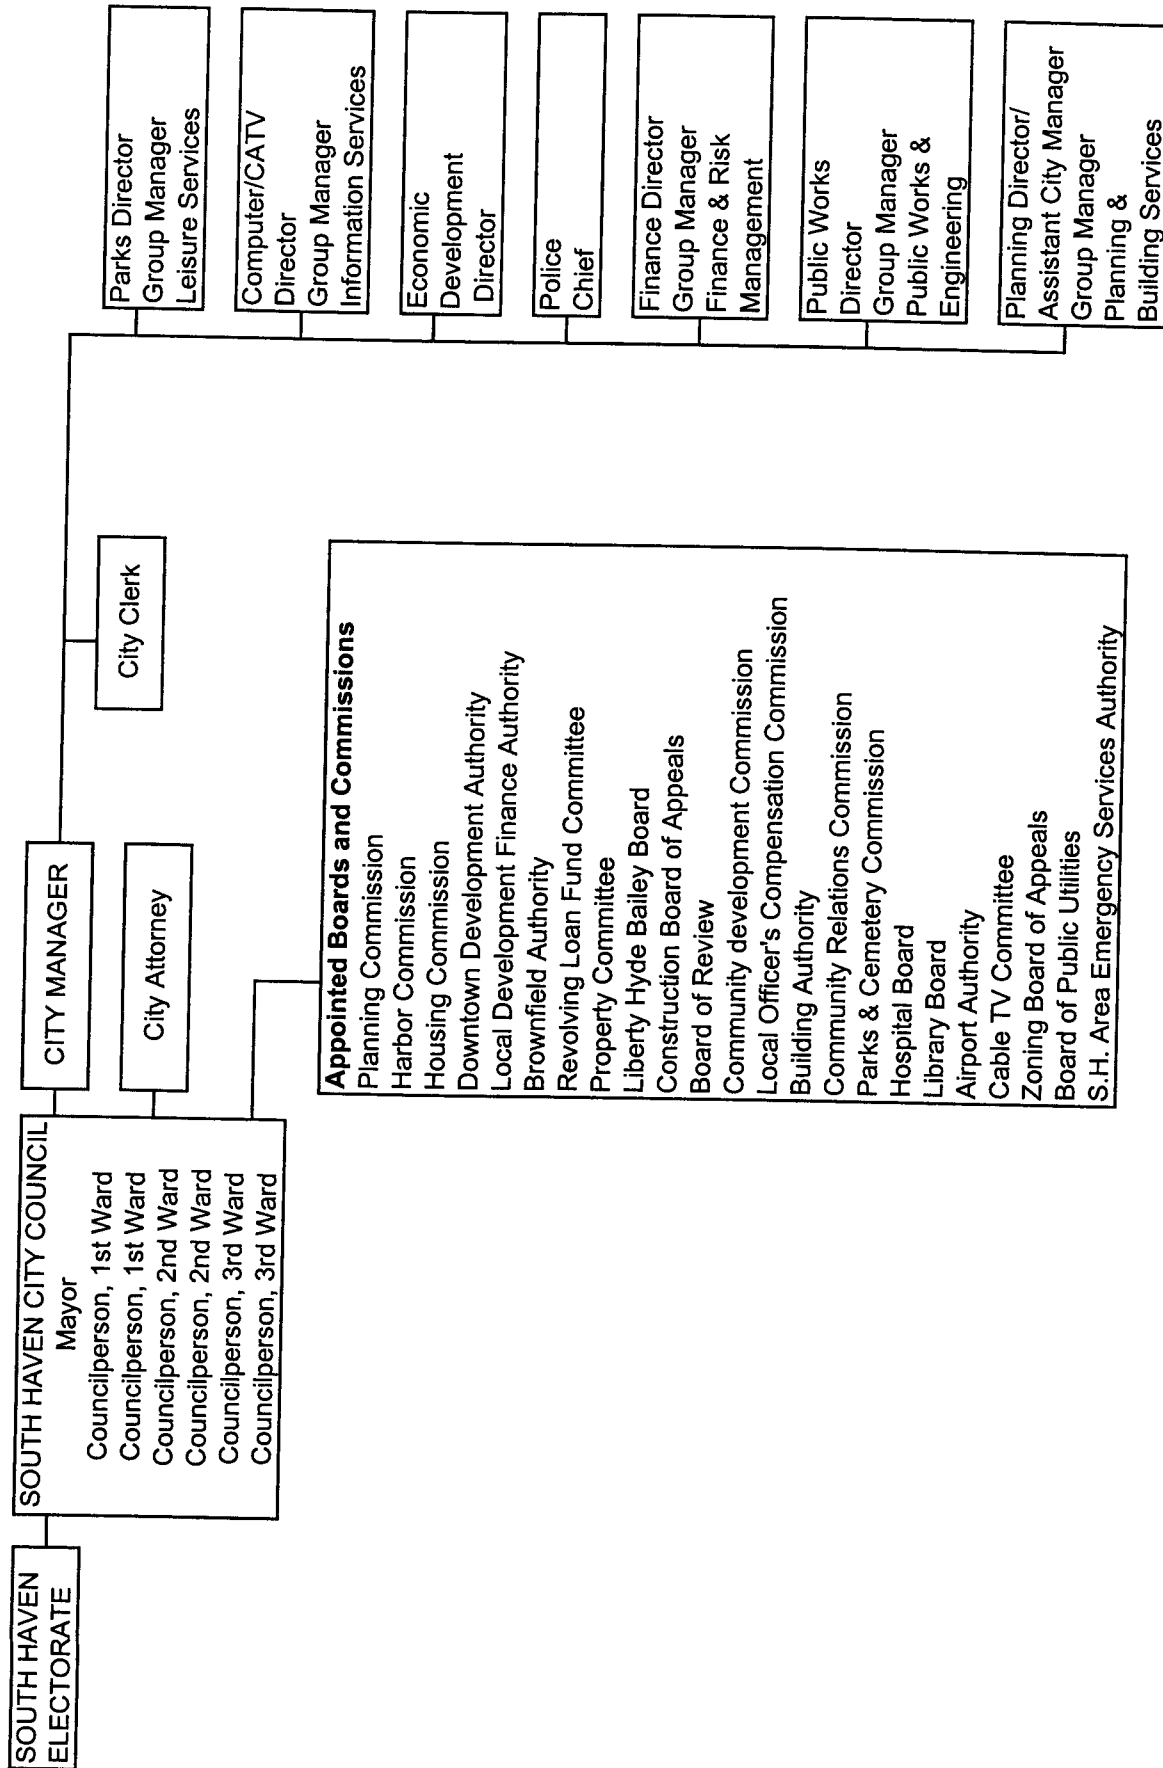 SOUTH HAVEN
ELECTORATE
SOUTH HAVEN CITY COUNCIL
Mayor
Councilperson, 1st Ward
Councilperson, 1st Ward
Councilperson, 2nd Ward
Councilperson, 2nd Ward
Councilperson, 3rd Ward
Councilperson, 3rd Ward
CITY MANAGER
City Attorney
City Clerk
Appointed Boards and Commissions
Planning Commission
Harbor Commission
Housing Commission
Downtown Development Authority
Local Development Finance Authority
Brownfield Authority
Revolving Loan Fund Committee
Property Committee
Liberty Hyde Bailey Board
Construction Board of Appeals
Board of Review
Community development Commission
Local Officer's Compensation Commission
Building Authority
Community Relations Commission
Parks & Cemetery Commission
Hospital Board
Library Board
Airport Authority
Cable TV Committee
Zoning Board of Appeals
Board of Public Utilities
S.H. Area Emergency Services Authority
Parks Director
Group Manager
Leisure Services
Computer/CATV
Director
Group Manager
Information Services
Economic
Development
Director
Police
Chief
Finance Director
Group Manager
Finance & Risk
Management
Public Works
Director
Group Manager
Public Works &
Engineering
Planning Director/
Assistant City Manager
Group Manager
Planning &
Building Services